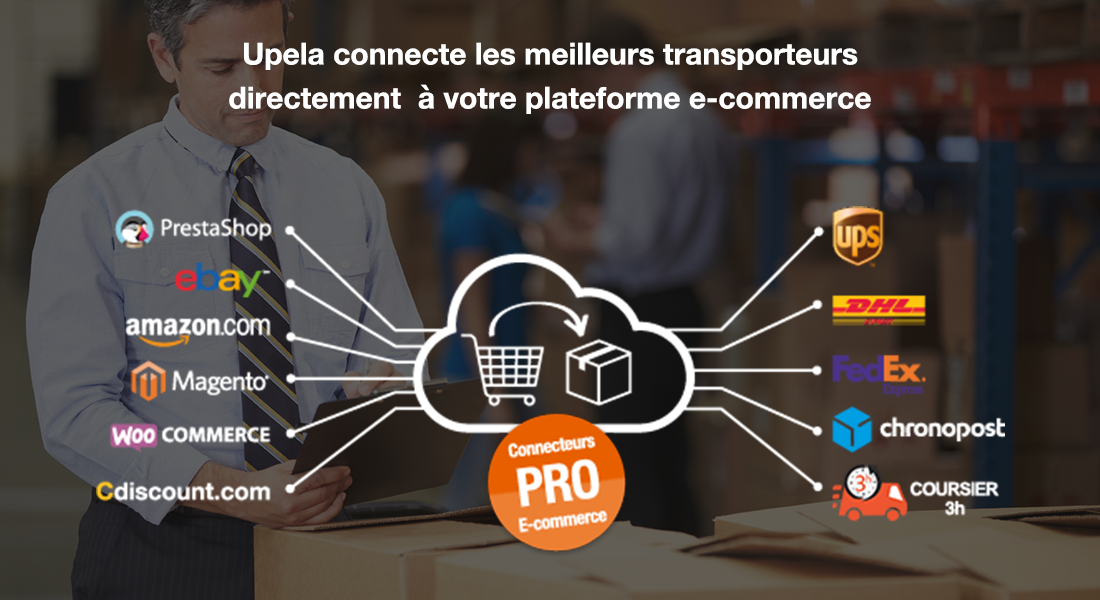 Upela connecte les meilleurs transporteurs
directement à votre plateforme e-commerce
PrestaShop
ebay™
amazon.com
Magento®
WOO COMMERCE
Cdiscount.com
Connecteurs
PRO
E-commerce
ups
DHL
FedEx.
chronopost
3h
COURSIER
3h